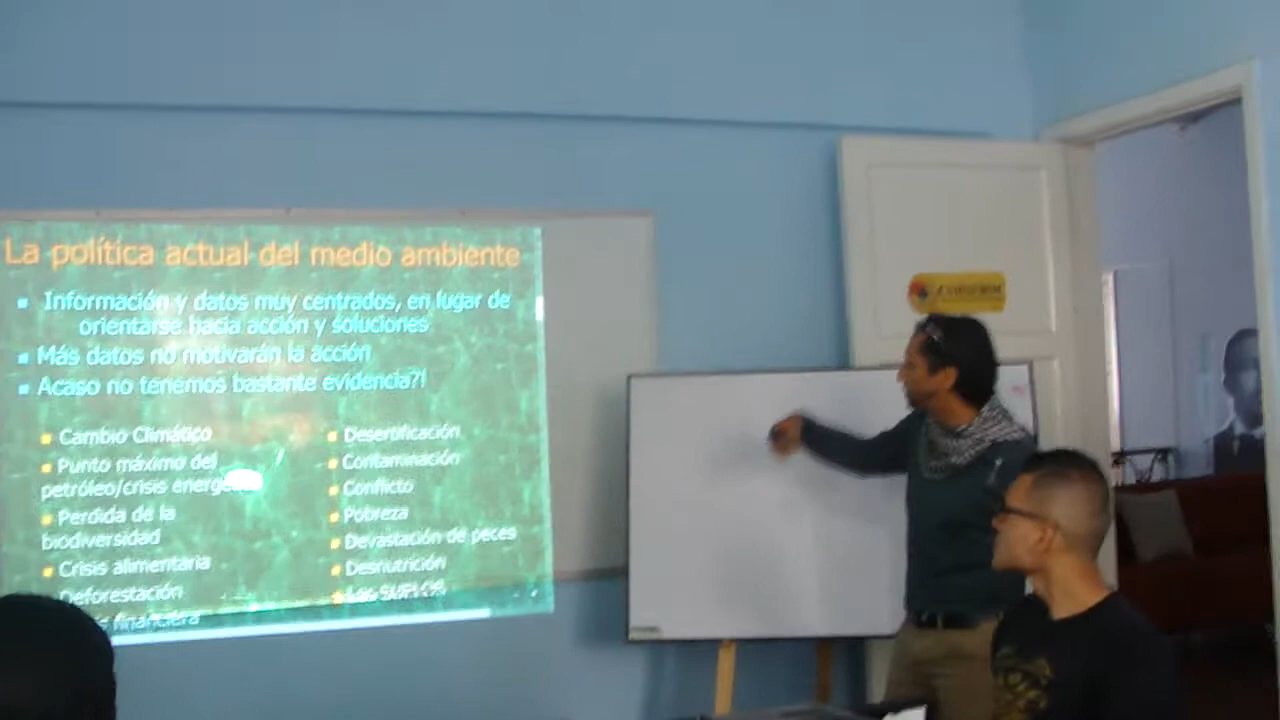 La política actual del medio ambiente
Información y datos muy centrados, en lugar de
orientarse hacia acción y soluciones
Más datos no motivarán la acción
Acaso no tenemos bastante evidencia?!
Cambio Climático
Punto máximo del
petróleo/crisis
Perdida de la
biodiversidad
Crisis alimentaria
Deforestación
financiera
Desertificación
Contaminación
Conflicto
Pobreza
Devastación de peces
Desnutrición